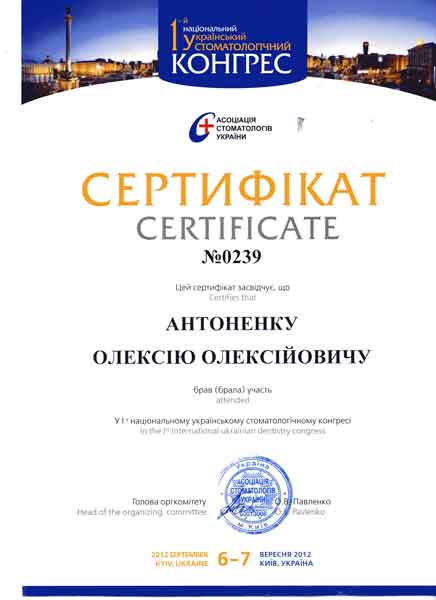 1-й національний
Український
стоматологічний
КОНГРЕС
АСОЦІАЦІЯ
СТОМАТОЛОГІВ
УКРАЇНИ
СЕРТИФІКАТ
CERTIFICATE
№0239
Цей сертифікат засвідчує, що
Certifies that
АНТОНЕНКУ
ОЛЕКСІЮ ОЛЕКСІЙОВИЧУ
брав (брала) участь
attended
У Iму національному українському стоматологічному конгресі
In the Ist International ukrainian dentistry congress
Україна
АСОЦІАЦІЯ
СТОМАТОЛОГІВ
УКРАЇНИ
м. Київ
Голова оргкомітету О.В. Павленко
Head of the organizing committee O.V. Pavlenko
2012 SEPTEMBER 6–7 ВЕРЕСНЯ 2012
KYIV, UKRAINE КИЇВ, УКРАЇНА